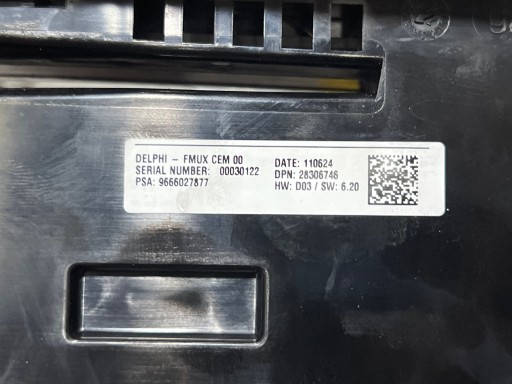 DELPHI – FMUX CEM 00
SERIAL NUMBER: 00030122
PSA: 9666027877
DATE: 110624
DPN: 28306746
HW: D03 / SW: 6.20